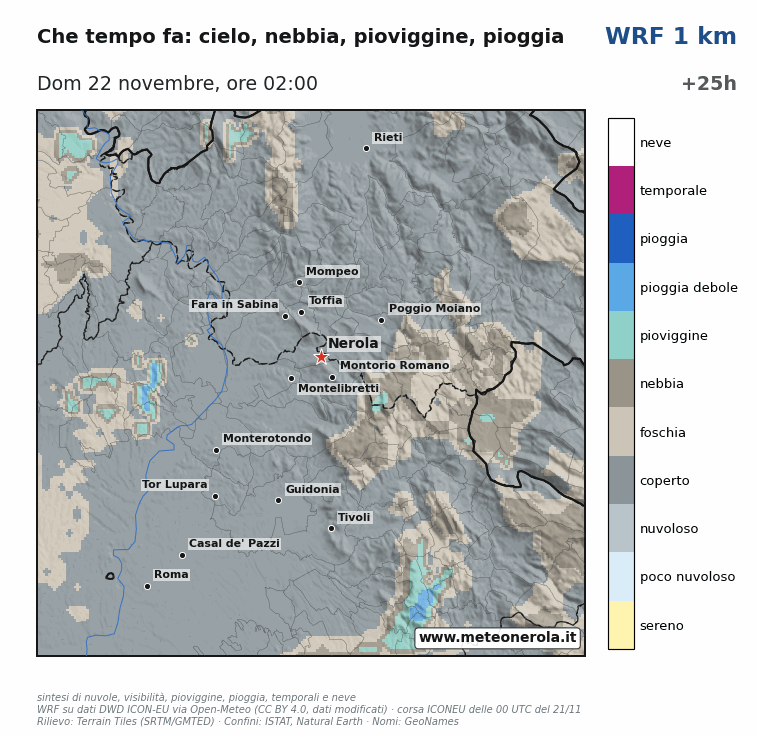 Che tempo fa: cielo, nebbia, pioviggine, pioggia
WRF 1 km
Dom 22 novembre, ore 02:00
+25h
Rieti
Mompeo
Fara in Sabina
Toffia
Poggio Moiano
Nerola
Montorio Romano
Montelibretti
Monterotondo
Tor Lupara
Guidonia
Tivoli
Casal de' Pazzi
Roma
www.meteonerola.it
neve
temporale
pioggia
pioggia debole
pioviggine
nebbia
foschia
coperto
nuvoloso
poco nuvoloso
sereno
sintesi di nuvole, visibilità, pioviggine, pioggia, temporali e neve
WRF su dati DWD ICON-EU via Open-Meteo (CC BY 4.0, dati modificati) · corsa ICONEU delle 00 UTC del 21/11
Rilievo: Terrain Tiles (SRTM/GMTED) · Confini: ISTAT, Natural Earth · Nomi: GeoNames